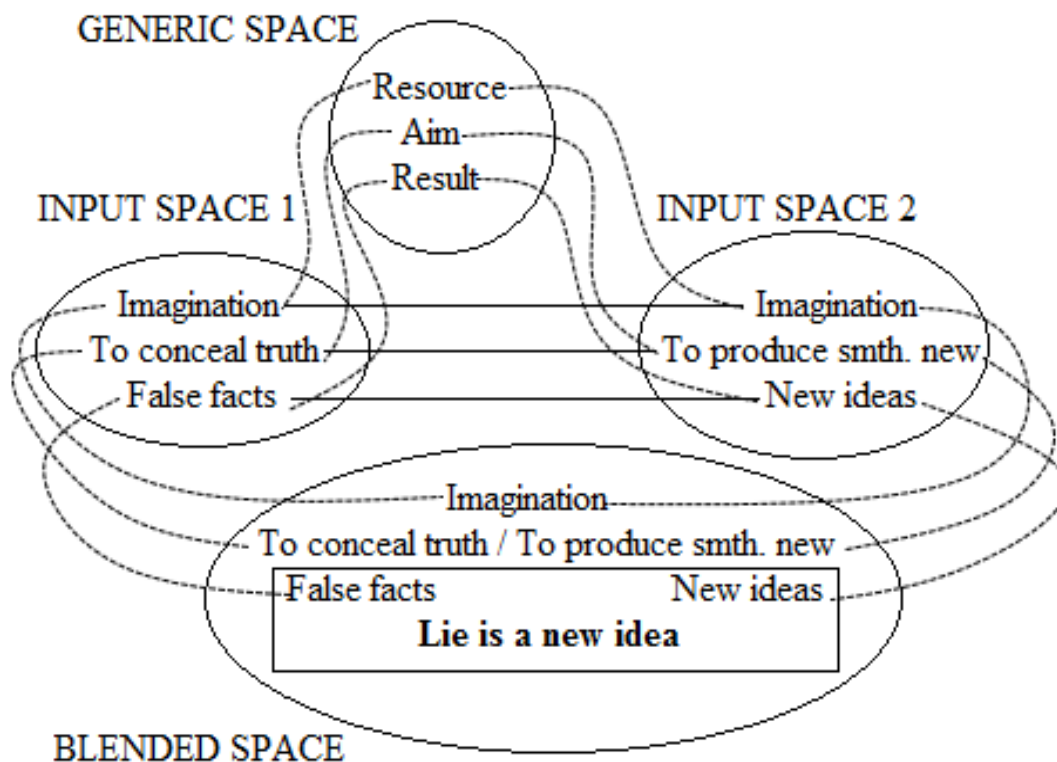 GENERIC SPACE
Resource
Aim
Result
INPUT SPACE 1
INPUT SPACE 2
Imagination
Imagination
To conceal truth
To produce smth. new
False facts
New ideas
Imagination
To conceal truth / To produce smth. new
False facts
New ideas
Lie is a new idea
BLENDED SPACE